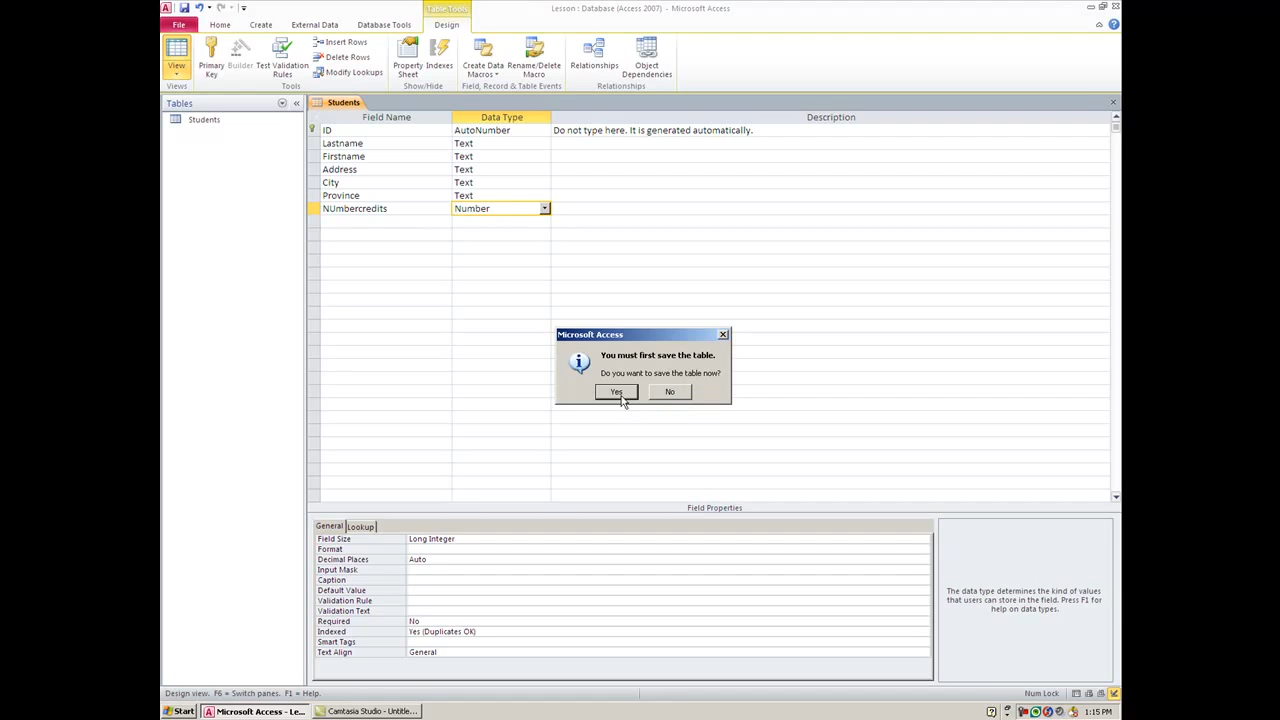 Table Tools
Lesson : Database (Access 2007) - Microsoft Access
File Home Create External Data Database Tools Design
View
Primary Key
Builder
Test Validation Rules
Insert Rows
Delete Rows
Modify Lookups
Property Sheet
Indexes
Create Data Macros
Rename/Delete Macro
Relationships
Object Dependencies
Views Tools Show/Hide Field, Record & Table Events Relationships
Tables
Students
Students
Field Name Data Type Description
ID AutoNumber Do not type here. It is generated automatically.
Lastname Text
Firstname Text
Address Text
City Text
Province Text
NUmbercredits Number
Microsoft Access
You must first save the table.
Do you want to save the table now?
Yes No
Field Properties
General Lookup
Field Size Long Integer
Format
Decimal Places Auto
Input Mask
Caption
Default Value
Validation Rule
Validation Text
Required No
Indexed Yes (Duplicates OK)
Smart Tags
Text Align General
The data type determines the kind of values
that users can store in the field. Press F1 for
help on data types.
Design view. F6 = Switch panes. F1 = Help.
Num Lock
Start
Microsoft Access - Le...
Camtasia Studio - Untitle...
1:15 PM